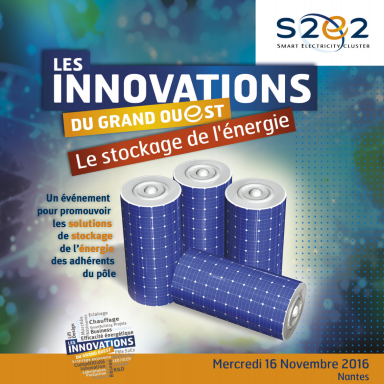 S2e2
SMART ELECTRICITY CLUSTER
LES
INNOVATIONS
DU GRAND OUeST
Le stockage de l'énergie
Un événement
pour promouvoir
les solutions
de stockage
de l'énergie
des adhérents
du pôle
Eclairage
Chauffage
Smartbuilding Projets
Business
Efficacité énergétique
LES
INNOVATIONS
DU GRAND OUeST
Mercredi 16 Novembre 2016
Nantes